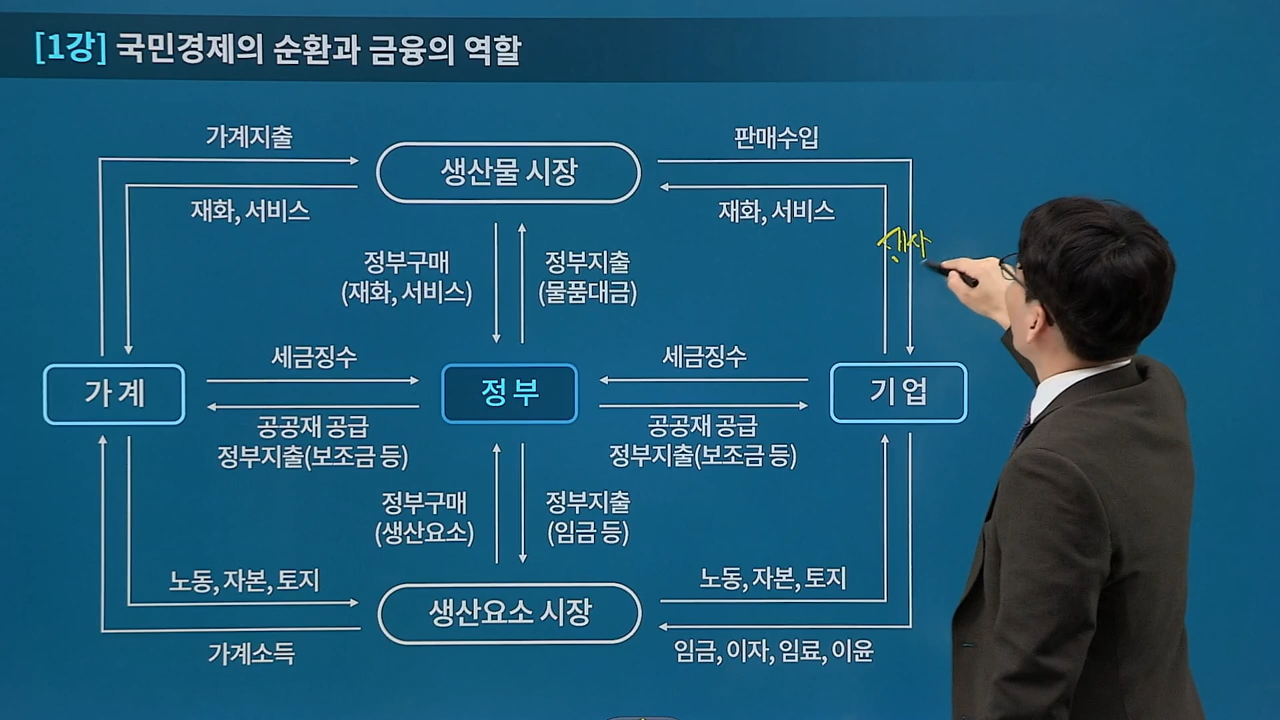 [1강] 국민경제의 순환과 금융의 역할
가계지출
판매수입
생산물 시장
재화, 서비스
재화, 서비스
정부구매
(재화, 서비스)
정부지출
(물품대금)
세금징수
세금징수
가계
정부
기업
공공재 공급
정부지출(보조금 등)
공공재 공급
정부지출(보조금 등)
정부구매
(생산요소)
정부지출
(임금 등)
노동, 자본, 토지
노동, 자본, 토지
생산요소 시장
가계소득
임금, 이자, 임료, 이윤